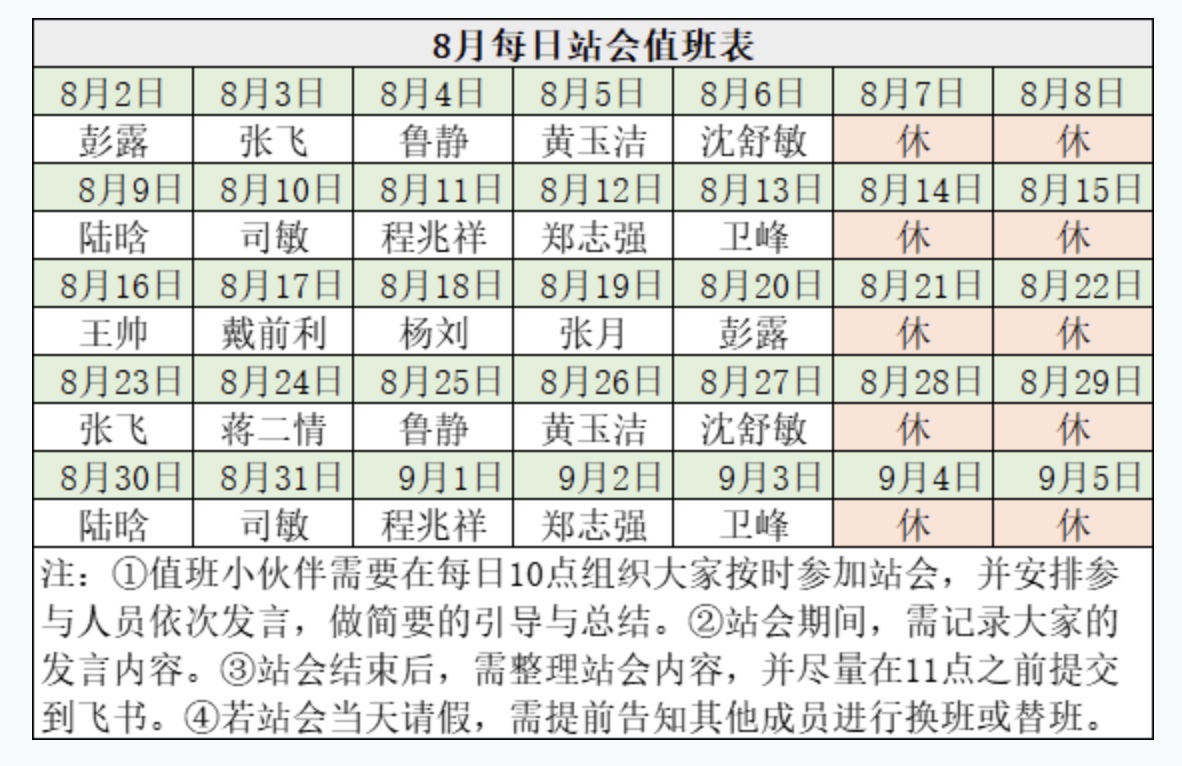 8月每日站会值班表
8月2日 8月3日 8月4日 8月5日 8月6日 8月7日 8月8日
彭露 张飞 鲁静 黄玉洁 沈舒敏 休 休
8月9日 8月10日 8月11日 8月12日 8月13日 8月14日 8月15日
陆晗 司敏 程兆祥 郑志强 卫峰 休 休
8月16日 8月17日 8月18日 8月19日 8月20日 8月21日 8月22日
王帅 戴前利 杨刘 张月 彭露 休 休
8月23日 8月24日 8月25日 8月26日 8月27日 8月28日 8月29日
张飞 蒋二情 鲁静 黄玉洁 沈舒敏 休 休
8月30日 8月31日 9月1日 9月2日 9月3日 9月4日 9月5日
陆晗 司敏 程兆祥 郑志强 卫峰 休 休
注：①值班小伙伴需要在每日10点组织大家按时参加站会，并安排参
与人员依次发言，做简要的引导与总结。②站会期间，需记录大家的
发言内容。③站会结束后，需整理站会内容，并尽量在11点之前提交
到飞书。④若站会当天请假，需提前告知其他成员进行换班或替班。